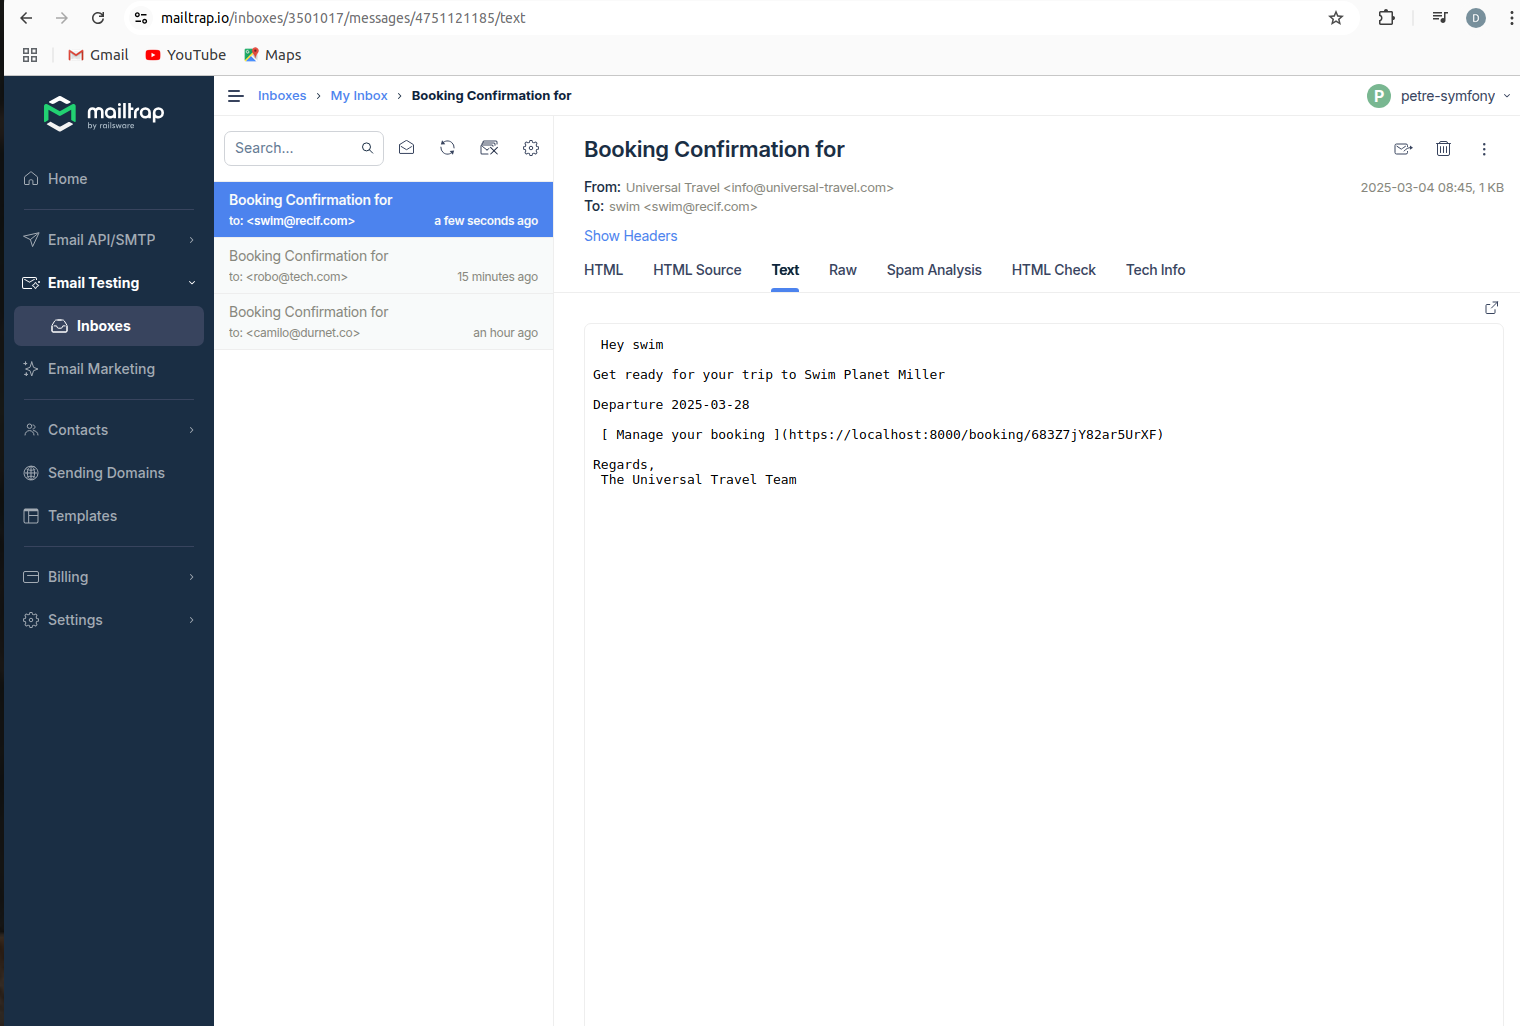 mailtrap.io/inboxes/3501017/messages/4751121185/text
D
Gmail
YouTube
Maps
mailtrap
by railsware
Home
Email API/SMTP
Email Testing
Inboxes
Email Marketing
Contacts
Sending Domains
Templates
Billing
Settings
Inboxes › My Inbox › Booking Confirmation for
P petre-symfony
Search...
Booking Confirmation for
to: <swim@recif.com> a few seconds ago
Booking Confirmation for
to: <robo@tech.com> 15 minutes ago
Booking Confirmation for
to: <camilo@durnet.co> an hour ago
Booking Confirmation for
From: Universal Travel <info@universal-travel.com> 2025-03-04 08:45, 1 KB
To: swim <swim@recif.com>
Show Headers
HTML HTML Source Text Raw Spam Analysis HTML Check Tech Info
Hey swim
Get ready for your trip to Swim Planet Miller
Departure 2025-03-28
[ Manage your booking ](https://localhost:8000/booking/683Z7jY82ar5UrXF)
Regards,
The Universal Travel Team